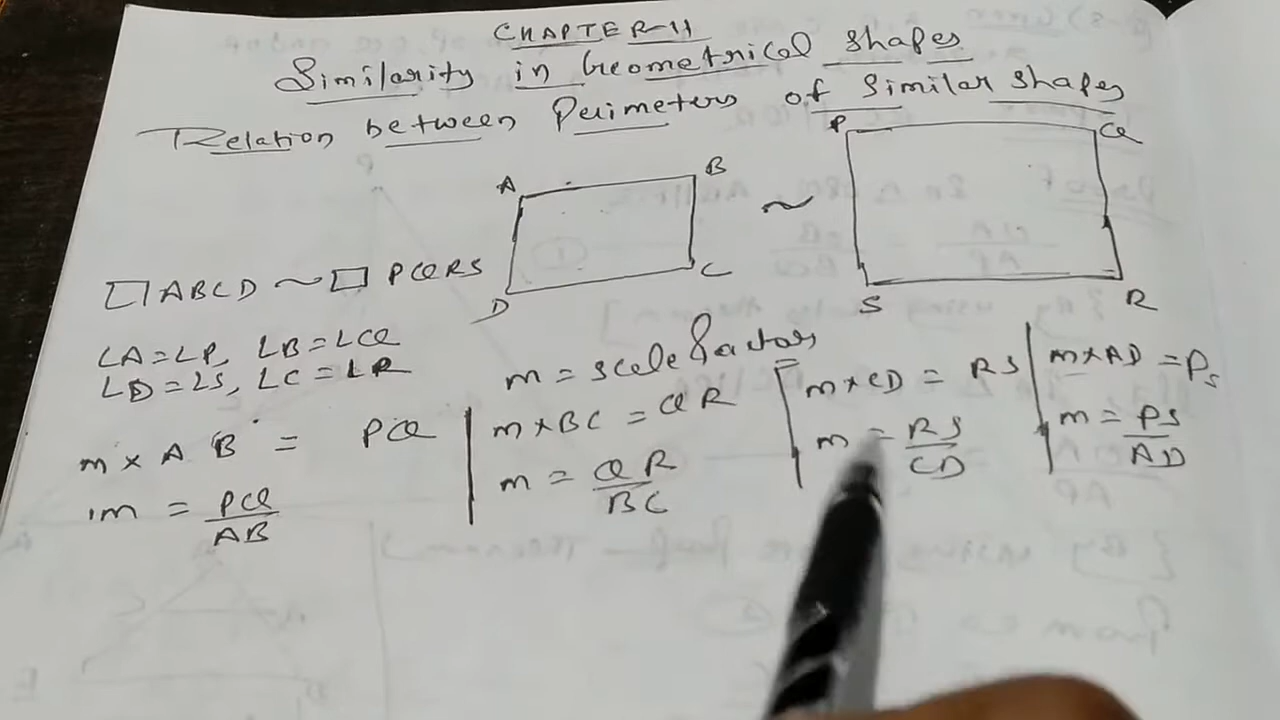 CHAPTER-11
Similarity in Geometrical shapes
Relation between Perimeters of Similar shapes
A B
D C
~
P Q
S R
□ABCD ~ □ PQRS
∠A=∠P, ∠B=∠Q
∠D=∠S, ∠C=∠R
m = scale factor
m × A B = PQ
m = PQ/AB
m × BC = QR
m = QR/BC
m × CD = RS
m = RS/CD
m × AD = PS
m = PS/AD